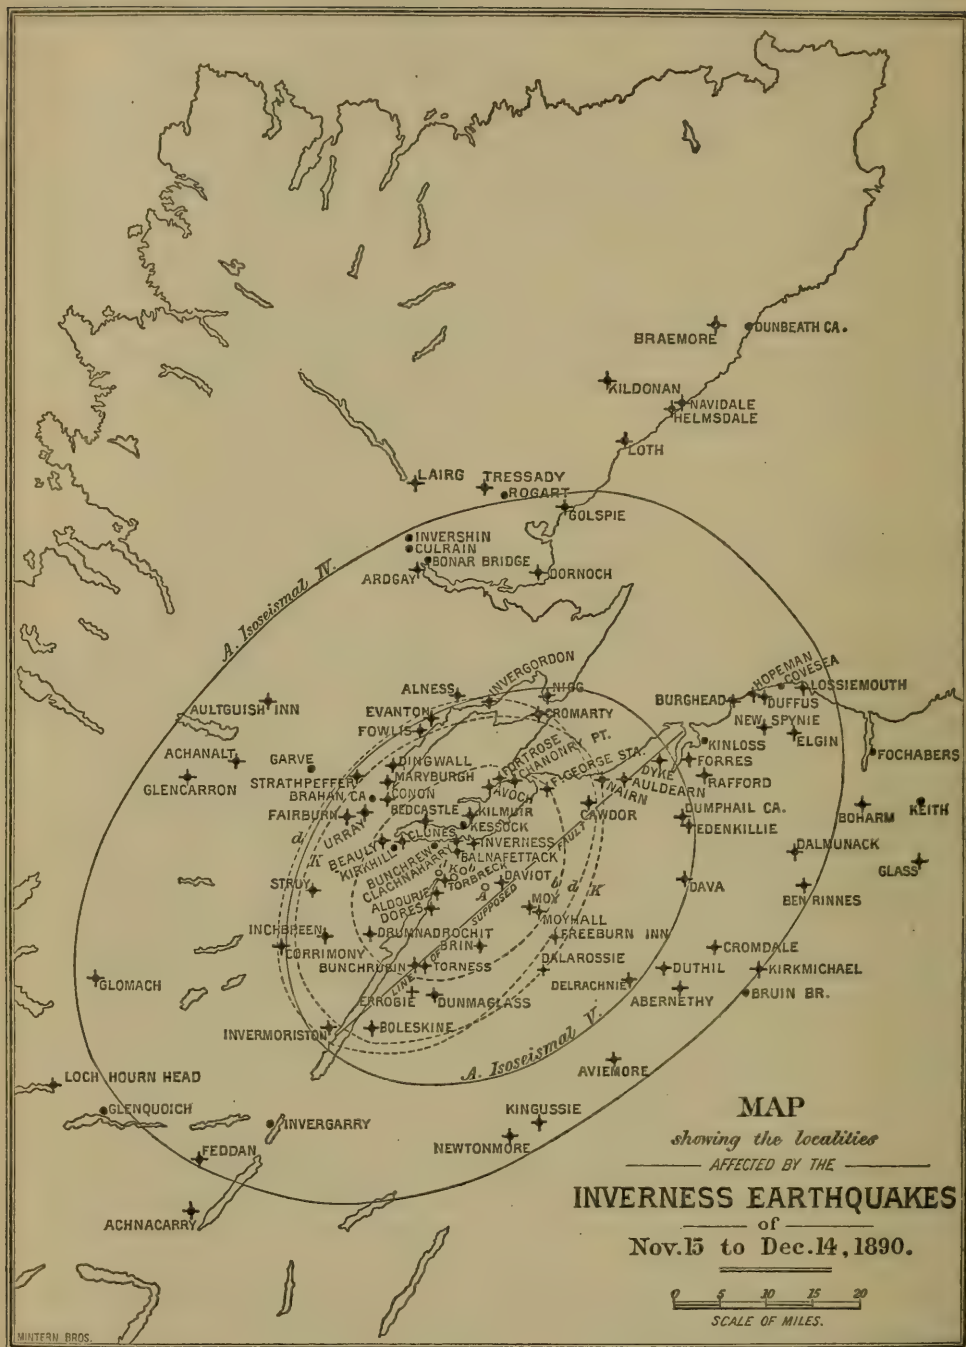 BRAEMORE
DUNBEATH CA.
KILDONAN
NAVIDALE
HELMSDALE
LOTH
LAIRG
TRESSADY
ROGART
GOLSPIE
INVERSHIN
CULRAIN
BONAR BRIDGE
ARDGAY
DORNOCH
A. Isoseismal IV.
INVERGORDON
ALNESS
NIGG
AULTGUISH INN
EVANTON
CROMARTY
FOWLIS
BURGHEAD
HOPEMAN
COVESEA
LOSSIEMOUTH
DUFFUS
NEW SPYNIE
ELGIN
KINLOSS
FOCHABERS
FORRES
RAFFORD
DYKE
AULDEARN
NAIRN
ACHANALT
GARVE
GLENCARRON
STRATHPEFFER
DINGWALL
MARYBURGH
BRAHAN CA
CONON
FORTROSE
CHANONRY PT.
AVOCH
FT. GEORGE STA.
FAIRBURN
URRAY
REDCASTLE
KILMUIR
KESSOCK
CAWDOR
DUMPHAIL CA.
EDENKILLIE
BOHARM
KEITH
d
K
BEAULY
CLUNES
KIRKHILL
INVERNESS
FAULT
BUNCHREW
BALNAFETTACK
CLACHNAHARRY
DALMUNACK
GLASS
STRUY
K
TORBRECK
DAVIOT
A
b
d
K
DAVA
BEN RINNES
ALDOURIE
DORES
SUPPOSED
MOY
MOYHALL
INCHBREEN
DRUMNADROCHIT
FREEBURN INN
CORRIMONY
BRIN
OF
DALAROSSIE
CROMDALE
BUNCHRUBIN
TORNESS
GLOMACH
LINE
DELRACHNIE
DUTHIL
KIRKMICHAEL
ABERNETHY
BRUIN BR.
ERROGIE
DUNMAGLASS
INVERMORISTON
BOLESKINE
A. Isoseismal V.
AVIEMORE
LOCH HOURN HEAD
GLENQUOICH
INVERGARRY
KINGUSSIE
NEWTONMORE
FEDDAN
ACHNACARRY
MAP
showing the localities
AFFECTED BY THE
INVERNESS EARTHQUAKES
of
Nov. 15 to Dec. 14, 1890.
0 5 10 15 20
SCALE OF MILES.
MINTERN BROS.